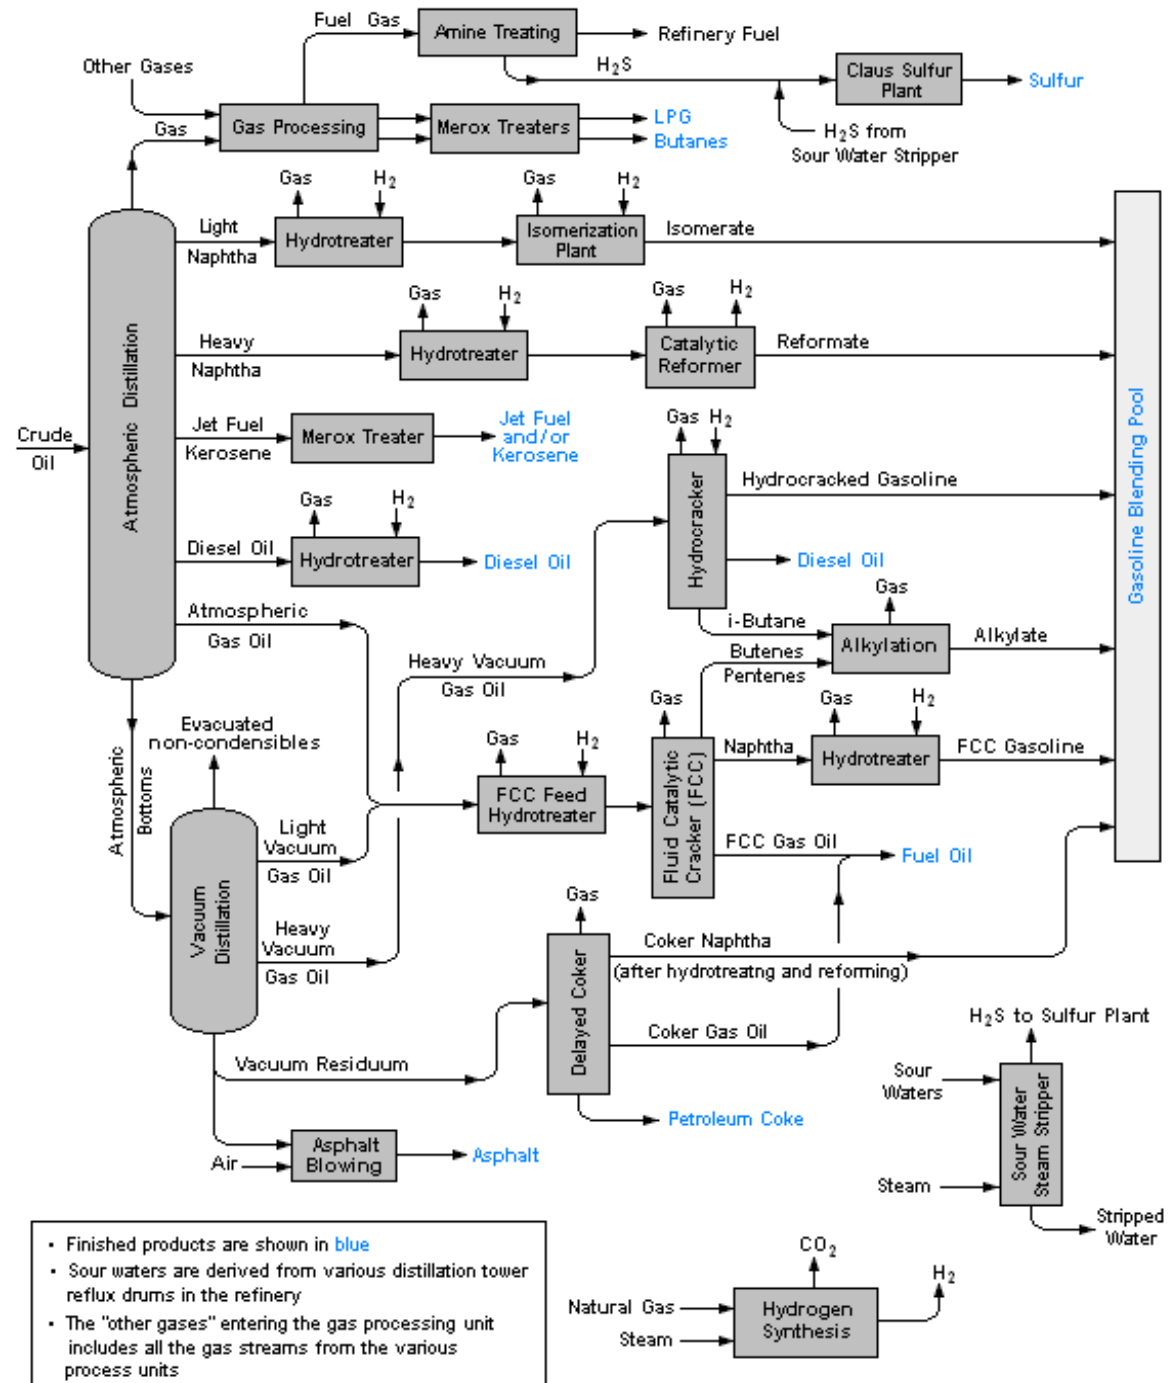 Fuel Gas
Amine Treating
Refinery Fuel
Other Gases
H2S
Claus Sulfur
Plant
Sulfur
Gas
Gas Processing
Merox Treaters
LPG
Butanes
H2S from
Sour Water Stripper
Gas
H2
Gas
H2
Light
Naphtha
Hydrotreater
Isomerization
Plant
Isomerate
Gas
H2
Gas
H2
Heavy
Naphtha
Hydrotreater
Catalytic
Reformer
Reformate
Atmospheric Distillation
Crude
Oil
Jet Fuel
Kerosene
Merox Treater
Jet Fuel
and/or
Kerosene
Gas
H2
Hydrocracker
Hydrocracked Gasoline
Gasoline Blending Pool
Gas
H2
Diesel Oil
Hydrotreater
Diesel Oil
Diesel Oil
Atmospheric
Gas Oil
i-Butane
Gas
Butenes
Pentenes
Alkylation
Alkylate
Heavy Vacuum
Gas Oil
Atmospheric
Bottoms
Evacuated
non-condensibles
Gas
H2
FCC Feed
Hydrotreater
Gas
Fluid Catalytic
Cracker (FCC)
Naphtha
Gas
H2
Hydrotreater
FCC Gasoline
FCC Gas Oil
Fuel Oil
Vacuum
Distillation
Light
Vacuum
Gas Oil
Heavy
Vacuum
Gas Oil
Gas
Delayed Coker
Coker Naphtha
(after hydrotreatng and reforming)
Coker Gas Oil
Vacuum Residuum
Petroleum Coke
Air
Asphalt
Blowing
Asphalt
H2S to Sulfur Plant
Sour
Waters
Sour Water
Steam Stripper
Steam
Stripped
Water
CO2
H2
Natural Gas
Steam
Hydrogen
Synthesis
• Finished products are shown in blue
• Sour waters are derived from various distillation tower
reflux drums in the refinery
• The "other gases" entering the gas processing unit
includes all the gas streams from the various
process units